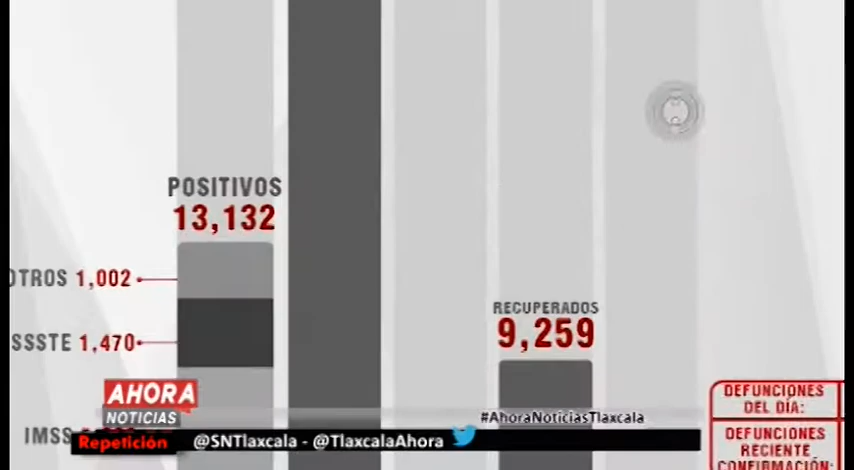 POSITIVOS
13,132
OTROS 1,002
SSSTE 1,470
RECUPERADOS
9,259
IMSS
AHORA
NOTICIAS
Repetición
@SNTlaxcala - @TlaxcalaAhora
#AhoraNoticiasTlaxcala
DEFUNCIONES
DEL DÍA:
DEFUNCIONES
RECIENTE
CONFIRMACIÓN: